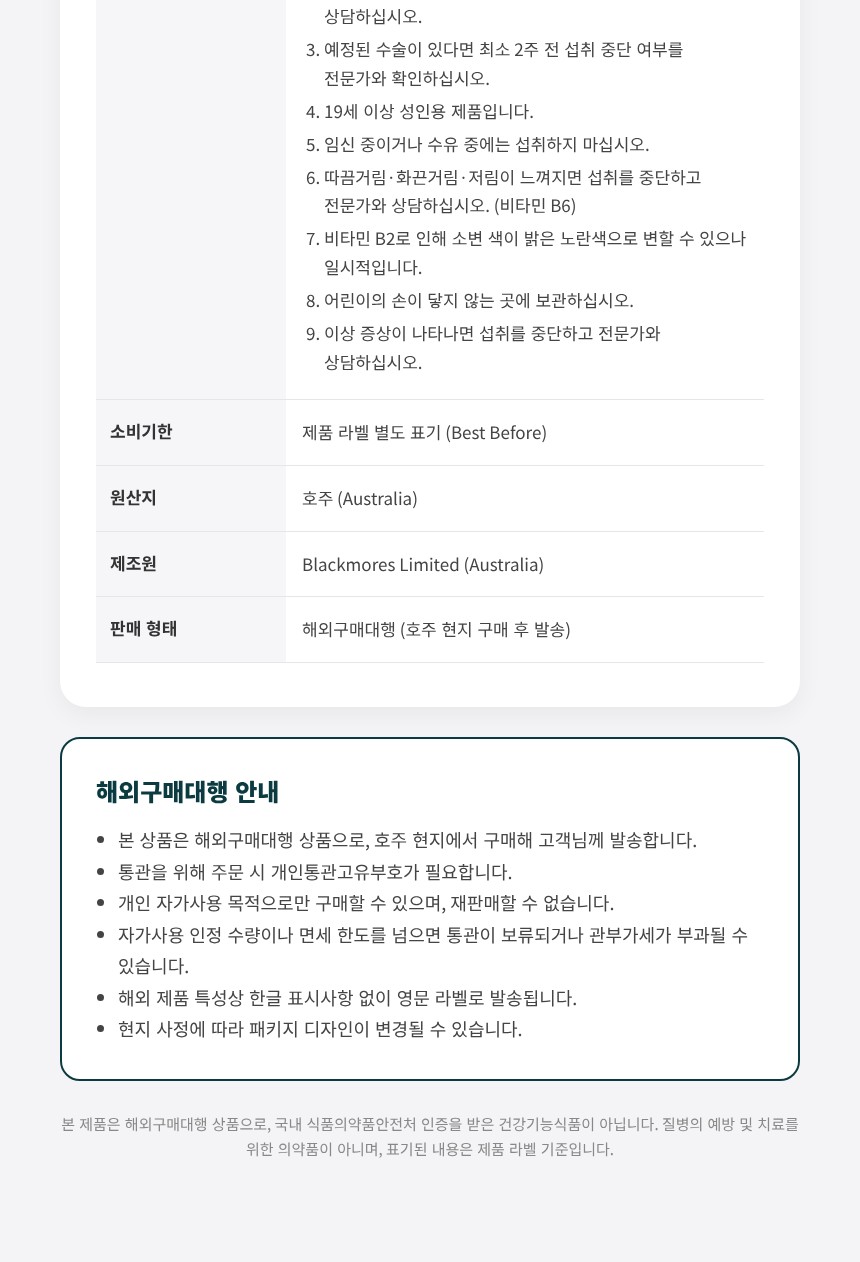 상담하십시오.
3. 예정된 수술이 있다면 최소 2주 전 섭취 중단 여부를
전문가와 확인하십시오.
4. 19세 이상 성인용 제품입니다.
5. 임신 중이거나 수유 중에는 섭취하지 마십시오.
6. 따끔거림·화끈거림·저림이 느껴지면 섭취를 중단하고
전문가와 상담하십시오. (비타민 B6)
7. 비타민 B2로 인해 소변 색이 밝은 노란색으로 변할 수 있으나
일시적입니다.
8. 어린이의 손이 닿지 않는 곳에 보관하십시오.
9. 이상 증상이 나타나면 섭취를 중단하고 전문가와
상담하십시오.
소비기한 제품 라벨 별도 표기 (Best Before)
원산지 호주 (Australia)
제조원 Blackmores Limited (Australia)
판매 형태 해외구매대행 (호주 현지 구매 후 발송)
해외구매대행 안내
• 본 상품은 해외구매대행 상품으로, 호주 현지에서 구매해 고객님께 발송합니다.
• 통관을 위해 주문 시 개인통관고유부호가 필요합니다.
• 개인 자가사용 목적으로만 구매할 수 있으며, 재판매할 수 없습니다.
• 자가사용 인정 수량이나 면세 한도를 넘으면 통관이 보류되거나 관부가세가 부과될 수
있습니다.
• 해외 제품 특성상 한글 표시사항 없이 영문 라벨로 발송됩니다.
• 현지 사정에 따라 패키지 디자인이 변경될 수 있습니다.
본 제품은 해외구매대행 상품으로, 국내 식품의약품안전처 인증을 받은 건강기능식품이 아닙니다. 질병의 예방 및 치료를
위한 의약품이 아니며, 표기된 내용은 제품 라벨 기준입니다.